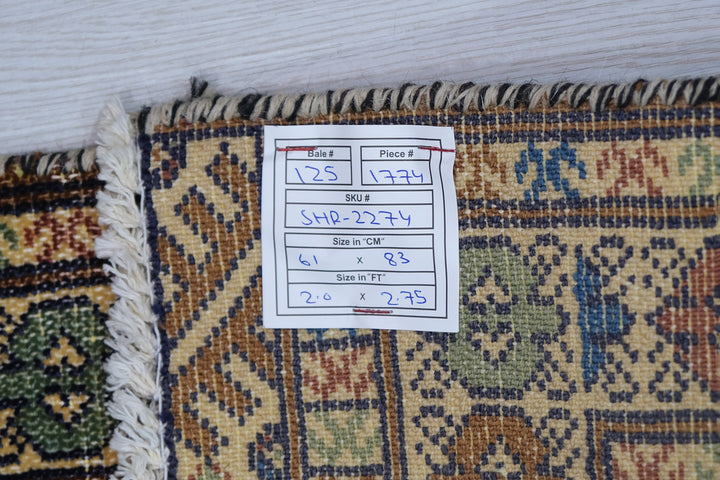 Bale # Piece #
125 1774
SKU #
SHR-2274
Size in "CM"
61 x 83
Size in "FT"
2.0 x 2.75